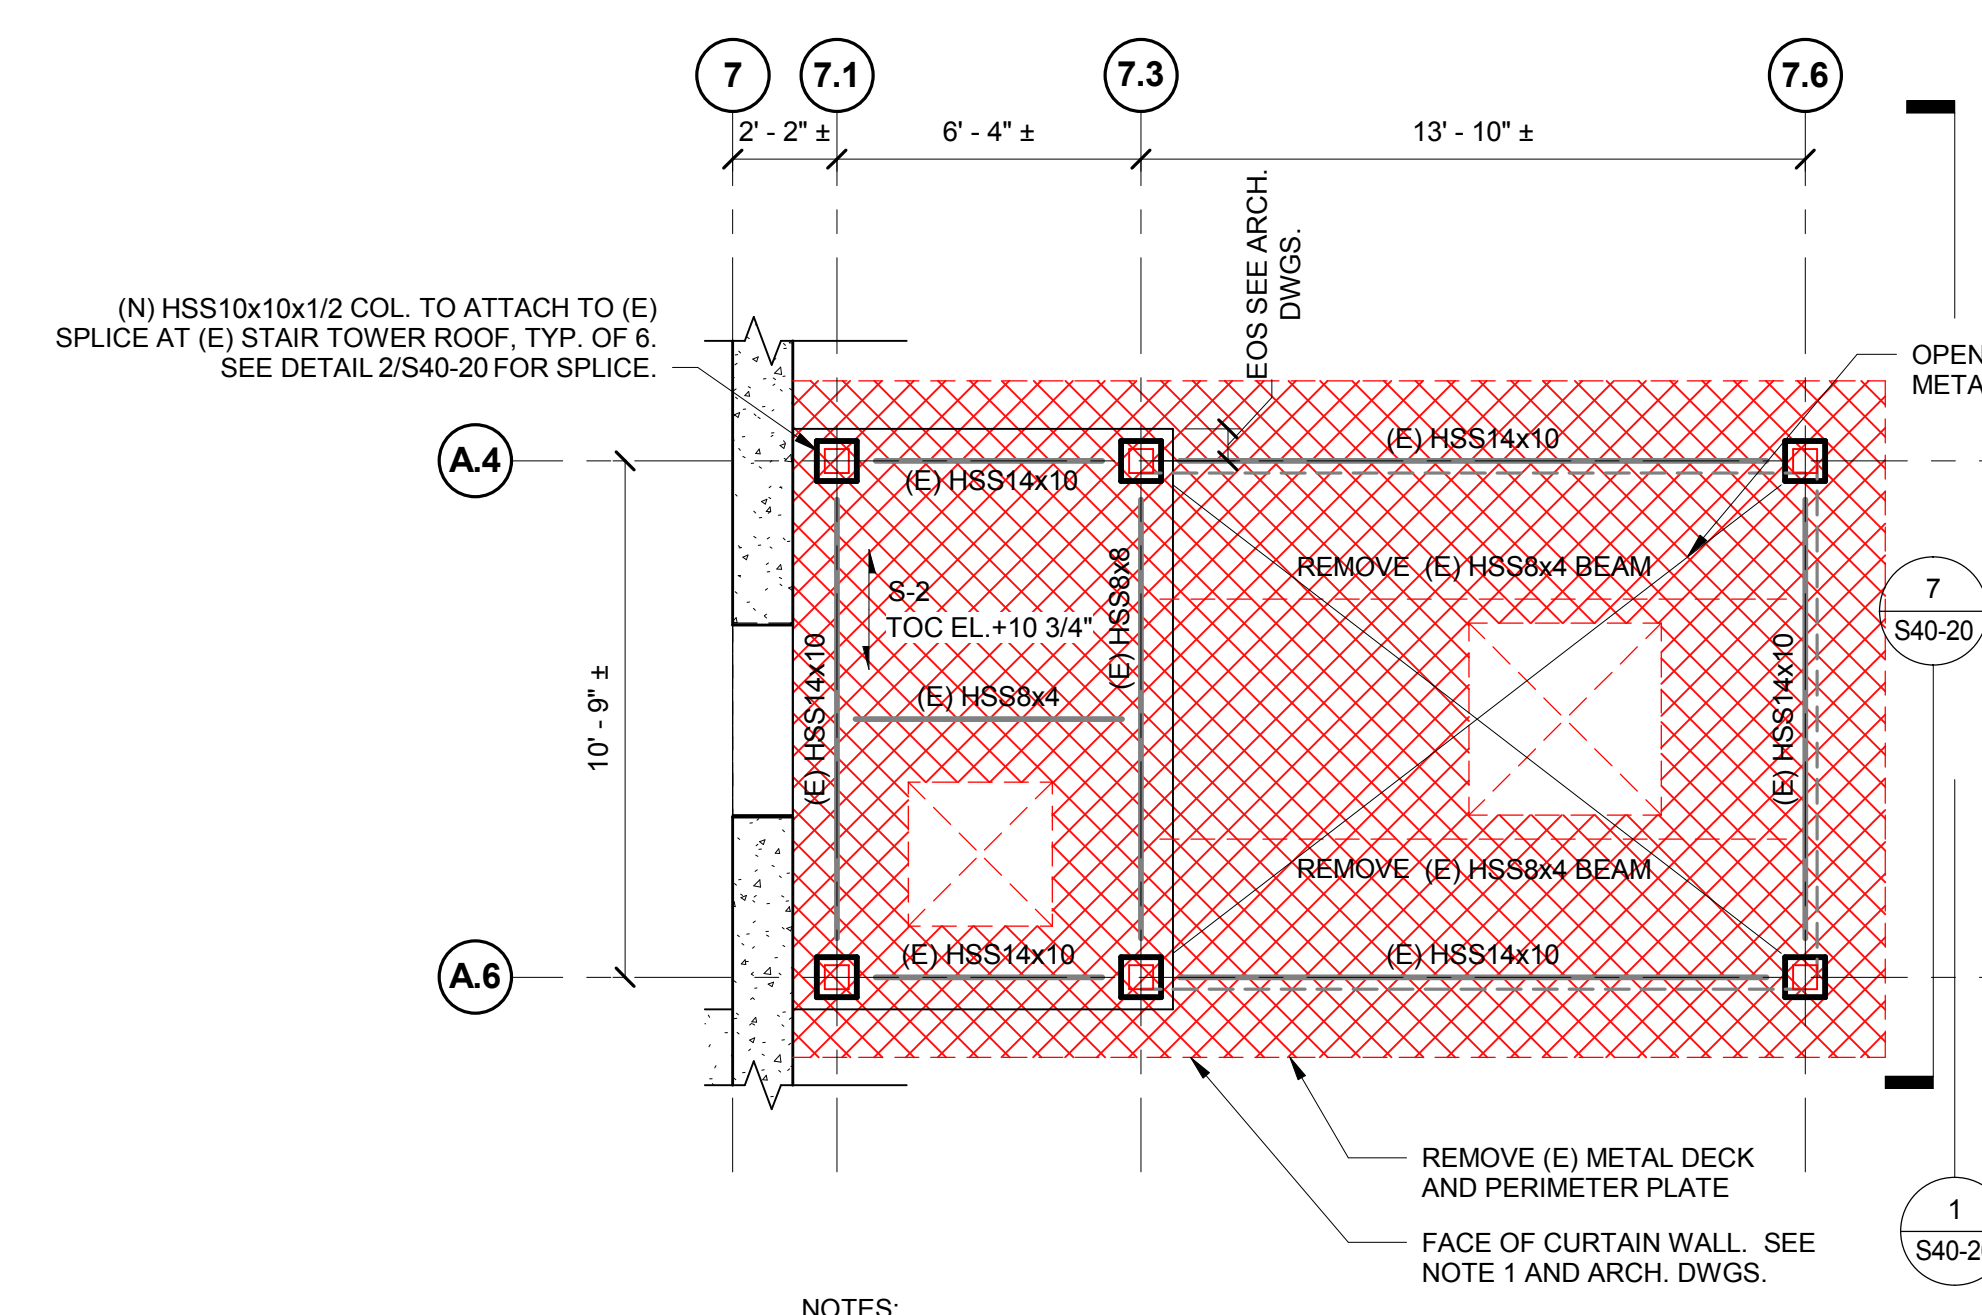 7
7.1
7.3
7.6
2' - 2" ±
6' - 4" ±
13' - 10" ±
EOS SEE ARCH.
DWGS.
(N) HSS10x10x1/2 COL. TO ATTACH TO (E)
SPLICE AT (E) STAIR TOWER ROOF, TYP. OF 6.
SEE DETAIL 2/S40-20 FOR SPLICE.
OPEN
META
A.4
(E) HSS14x10
(E) HSS14x10
REMOVE (E) HSS8x4 BEAM
S-2
TOC EL.+10 3/4"
(E) HSS8x8
7
S40-20
(E) HSS14x10
(E) HSS8x4
(E) HSS14x10
10' - 9" ±
REMOVE (E) HSS8x4 BEAM
A.6
(E) HSS14x10
(E) HSS14x10
REMOVE (E) METAL DECK
AND PERIMETER PLATE
FACE OF CURTAIN WALL. SEE
NOTE 1 AND ARCH. DWGS.
1
S40-2
NOTES: